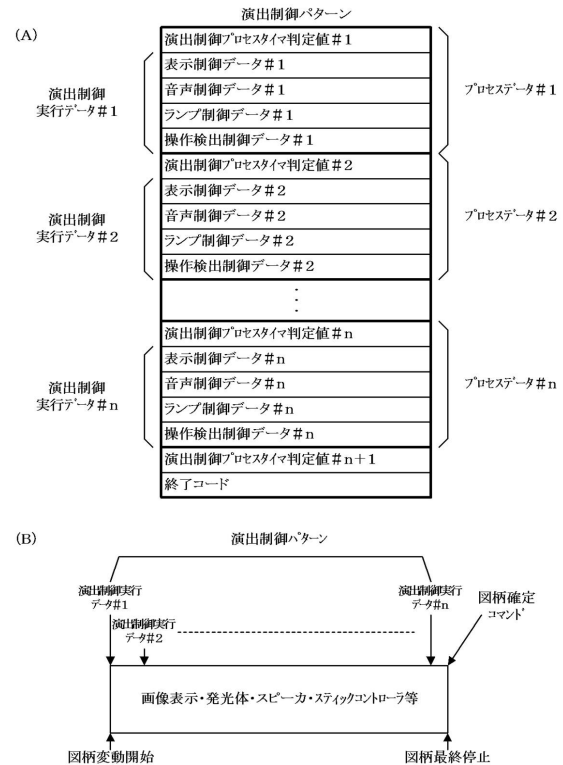 演出制御パターン
(A)
演出制御プロセスタイマ判定値#1
表示制御データ#1
音声制御データ#1
ランプ制御データ#1
操作検出制御データ#1
演出制御
実行データ#1
プロセスデータ#1
演出制御プロセスタイマ判定値#2
表示制御データ#2
音声制御データ#2
ランプ制御データ#2
操作検出制御データ#2
演出制御
実行データ#2
プロセスデータ#2
⋮
演出制御プロセスタイマ判定値#n
表示制御データ#n
音声制御データ#n
ランプ制御データ#n
操作検出制御データ#n
演出制御
実行データ#n
プロセスデータ#n
演出制御プロセスタイマ判定値#n+1
終了コード
(B)
演出制御パターン
演出制御実行
データ#1
演出制御実行
データ#2
演出制御実行
データ#n
図柄確定
コマンド
画像表示・発光体・スピーカ・スティックコントローラ等
図柄変動開始
図柄最終停止